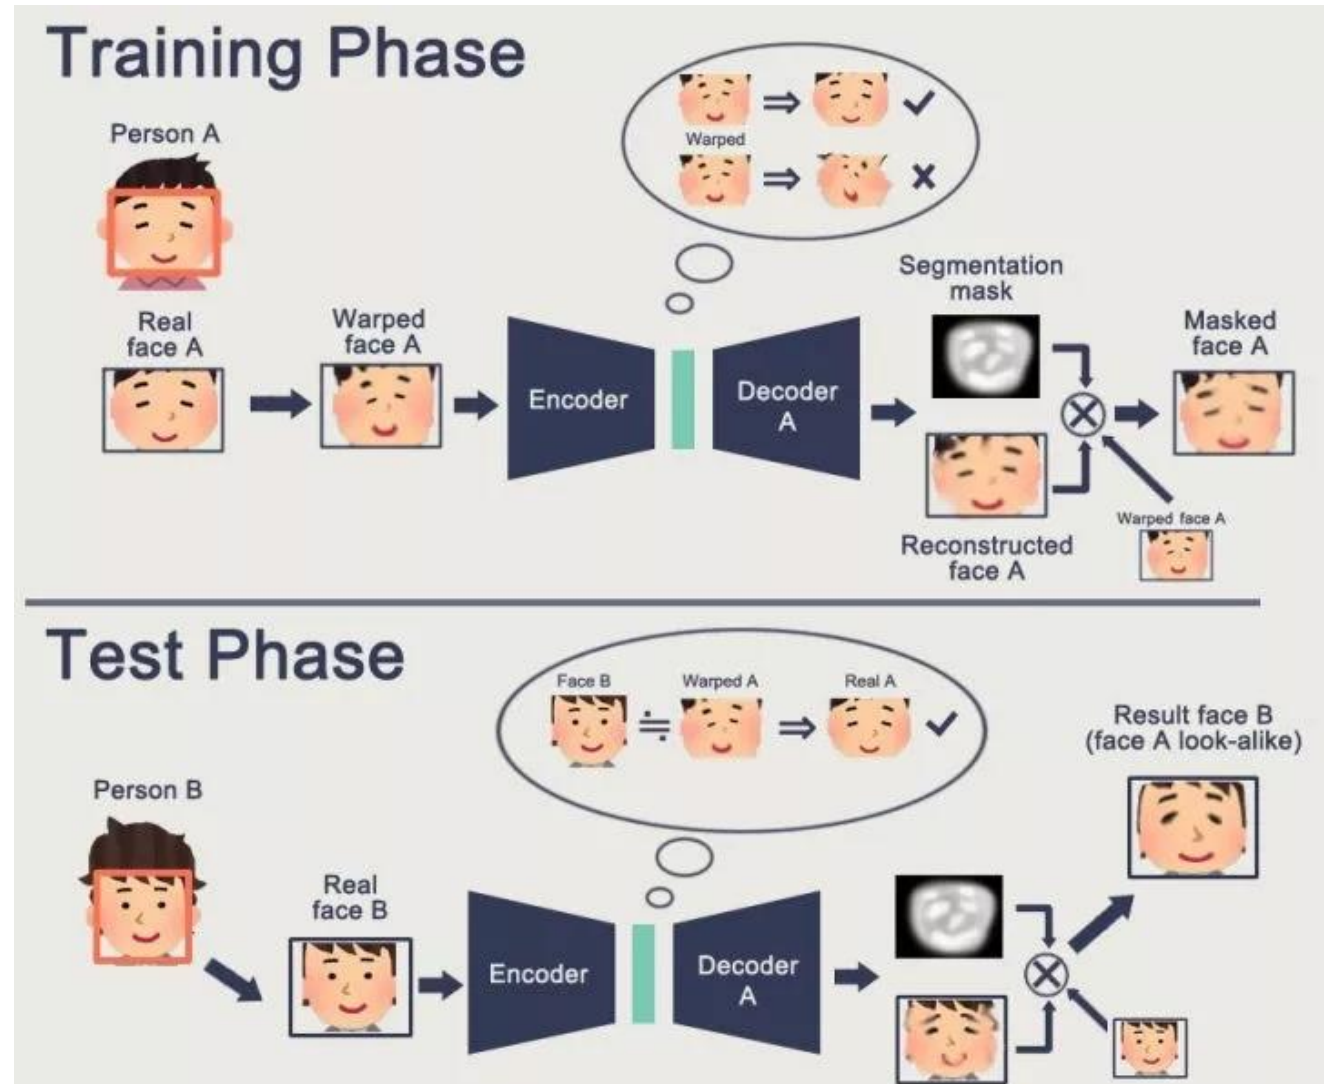 Training Phase
Person A
Warped
Real
face A
Warped
face A
Encoder
Decoder
A
Segmentation
mask
Masked
face A
Reconstructed
face A
Warped face A
Test Phase
Face B
Warped A
Real A
Person B
Real
face B
Encoder
Decoder
A
Result face B
(face A look-alike)